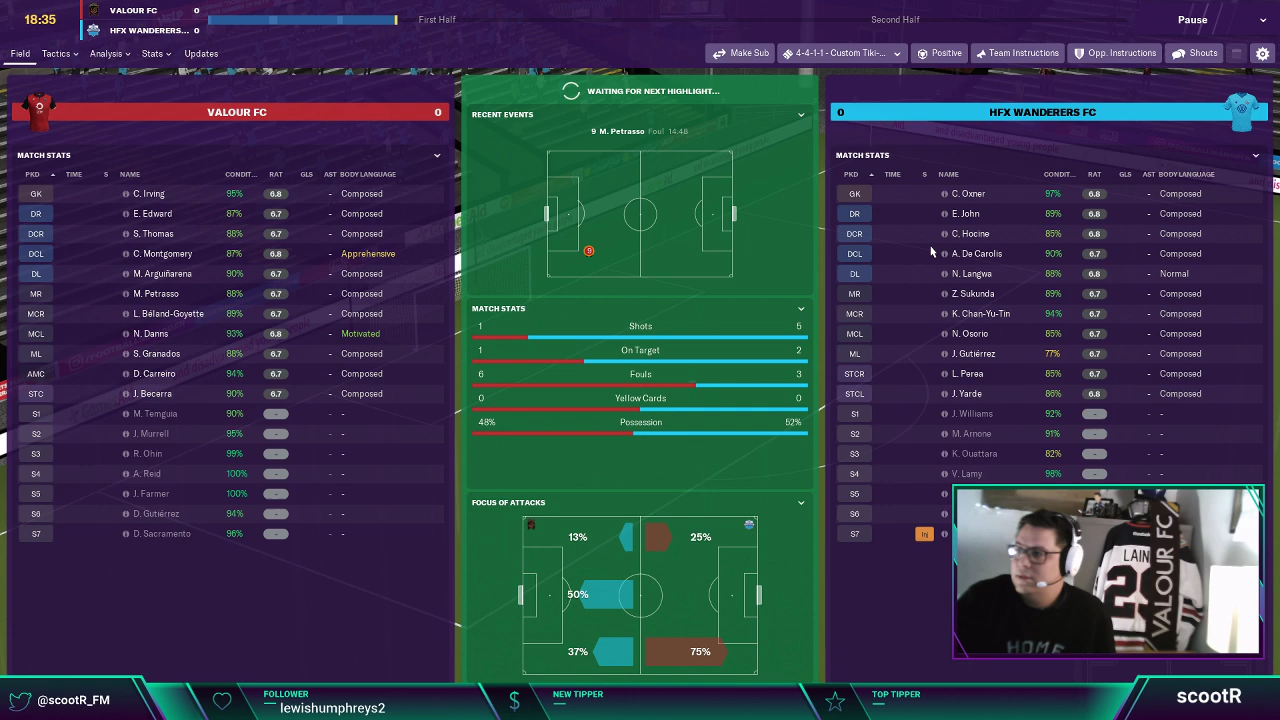 18:35
VALOUR FC 0
HFX WANDERERS... 0
First Half
Second Half
Pause
Field Tactics Analysis Stats Updates
Make Sub 4-4-1-1 - Custom Tiki-... Positive Team Instructions Opp. Instructions Shouts
VALOUR FC 0
MATCH STATS
PKD TIME S NAME CONDIT... RAT GLS AST BODY LANGUAGE
GK C. Irving 95% 6.8 - Composed
DR E. Edward 87% 6.7 - Composed
DCR S. Thomas 88% 6.7 - Composed
DCL C. Montgomery 87% 6.8 - Apprehensive
DL M. Arguiñarena 90% 6.7 - Composed
MR M. Petrasso 88% 6.7 - Composed
MCR L. Béland-Goyette 89% 6.7 - Composed
MCL N. Danns 93% 6.8 - Motivated
ML S. Granados 88% 6.7 - Composed
AMC D. Carreiro 94% 6.7 - Composed
STC J. Becerra 90% 6.7 - Composed
S1 M. Temguia 90% - - -
S2 J. Murrell 95% - - -
S3 R. Ohin 99% - - -
S4 A. Reid 100% - - -
S5 J. Farmer 100% - - -
S6 D. Gutiérrez 94% - - -
S7 D. Sacramento 96% - - -
WAITING FOR NEXT HIGHLIGHT...
RECENT EVENTS
9 M. Petrasso Foul 14:48
9
MATCH STATS
1 Shots 5
1 On Target 2
6 Fouls 3
0 Yellow Cards 0
48% Possession 52%
FOCUS OF ATTACKS
13% 25%
50%
37% 75%
0 HFX WANDERERS FC
MATCH STATS
PKD TIME S NAME CONDIT... RAT GLS AST BODY LANGUAGE
GK C. Oxner 97% 6.8 - Composed
DR E. John 89% 6.8 - Composed
DCR C. Hocine 85% 6.8 - Composed
DCL A. De Carolis 90% 6.7 - Composed
DL N. Langwa 88% 6.8 - Normal
MR Z. Sukunda 89% 6.7 - Composed
MCR K. Chan-Yu-Tin 94% 6.7 - Composed
MCL N. Osorio 85% 6.7 - Composed
ML J. Gutiérrez 77% 6.7 - Composed
STCR L. Perea 85% 6.7 - Composed
STCL J. Yarde 86% 6.8 - Composed
S1 J. Williams 92% - - -
S2 M. Arnone 91% - - -
S3 K. Ouattara 82% - - -
S4 V. Lamy 98% - - -
S5
S6
S7 Inj
LAIN
2
VALOUR FC
HOME
@scootR_FM
FOLLOWER
lewishumphreys2
NEW TIPPER
TOP TIPPER
scootR